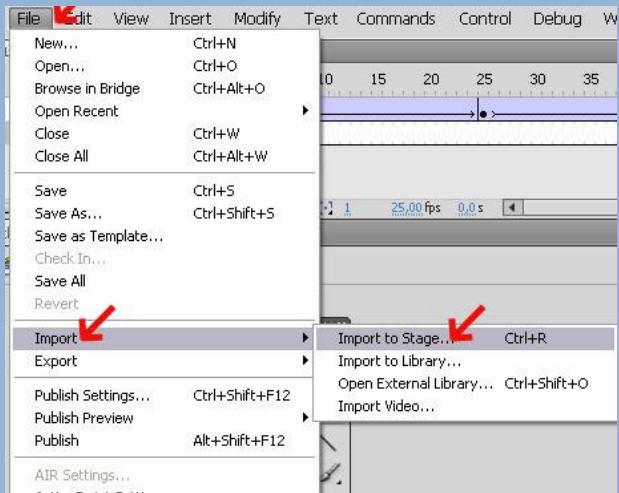 File Edit View Insert Modify Text Commands Control Debug W
New... Ctrl+N
Open... Ctrl+O
Browse in Bridge Ctrl+Alt+O
Open Recent
Close Ctrl+W
Close All Ctrl+Alt+W
Save Ctrl+S
Save As... Ctrl+Shift+S
Save as Template...
Check In...
Save All
Revert
Import
Export
Publish Settings... Ctrl+Shift+F12
Publish Preview
Publish Alt+Shift+F12
AIR Settings...
10 15 20 25 30 35
1 25,00 fps 0,0 s
Import to Stage... Ctrl+R
Import to Library...
Open External Library... Ctrl+Shift+O
Import Video...